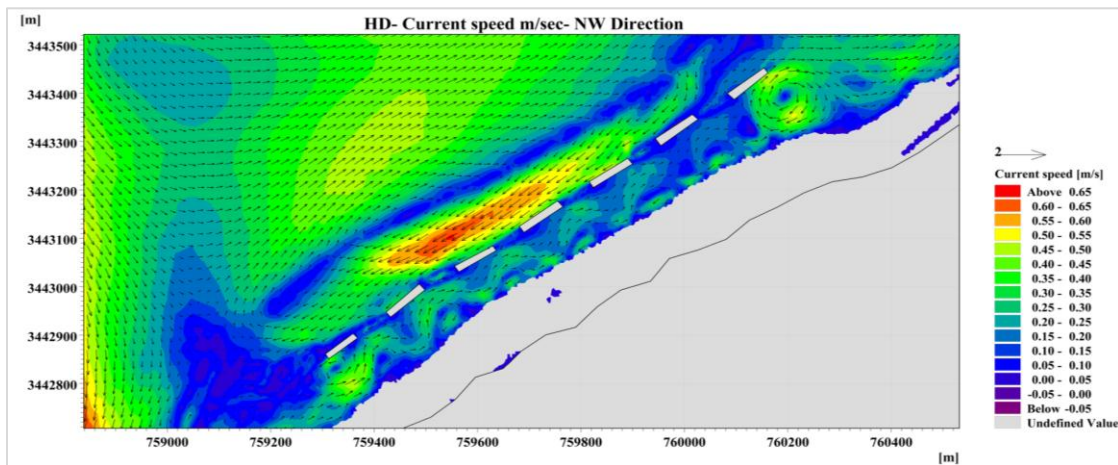 [m]
HD- Current speed m/sec- NW Direction
3443500
3443400
3443300
3443200
3443100
3443000
3442900
3442800
759000 759200 759400 759600 759800 760000 760200 760400
[m]
2
Current speed [m/s]
Above 0.65
0.60 - 0.65
0.55 - 0.60
0.50 - 0.55
0.45 - 0.50
0.40 - 0.45
0.35 - 0.40
0.30 - 0.35
0.25 - 0.30
0.20 - 0.25
0.15 - 0.20
0.10 - 0.15
0.05 - 0.10
0.00 - 0.05
-0.05 - 0.00
Below -0.05
Undefined Value